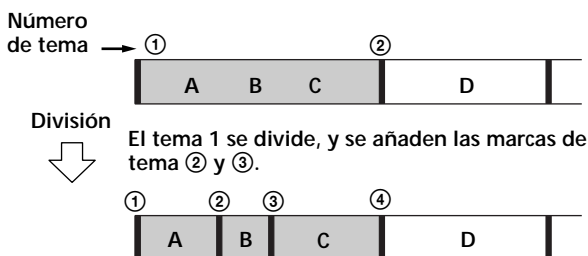 Número
de tema ① ②
A B C D
División
El tema 1 se divide, y se añaden las marcas de
tema ② y ③.
① ② ③ ④
A B C D